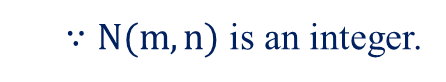 ∵ N(m, n) is an integer.